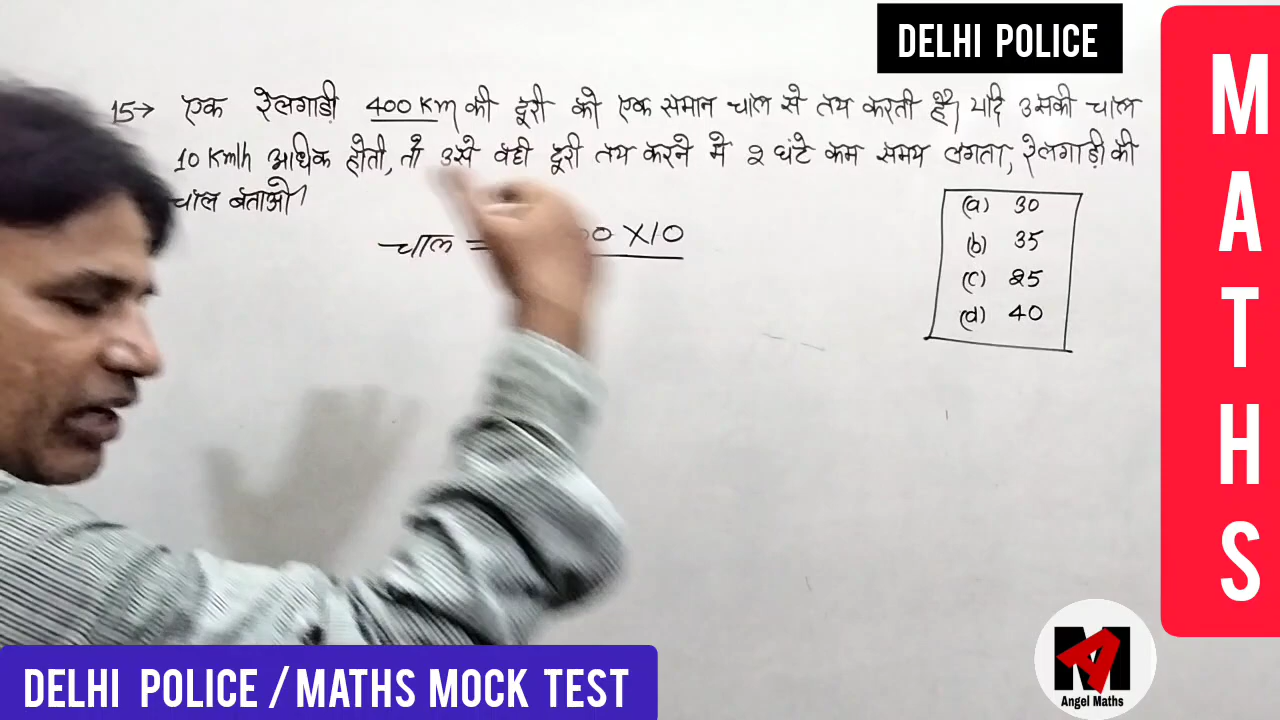 DELHI POLICE
15→ एक रेलगाड़ी 400 Km की दूरी को एक समान चाल से तय करती है, यदि उसकी चाल
10 Km/h अधिक होती, तो उसे वही दूरी तय करने मे 2 घंटे कम समय लगता, रेलगाड़ी की
चाल बताओ।
चाल = 00 X10
(a) 30
(b) 35
(c) 25
(d) 40
MATHS
Angel Maths
DELHI POLICE / MATHS MOCK TEST